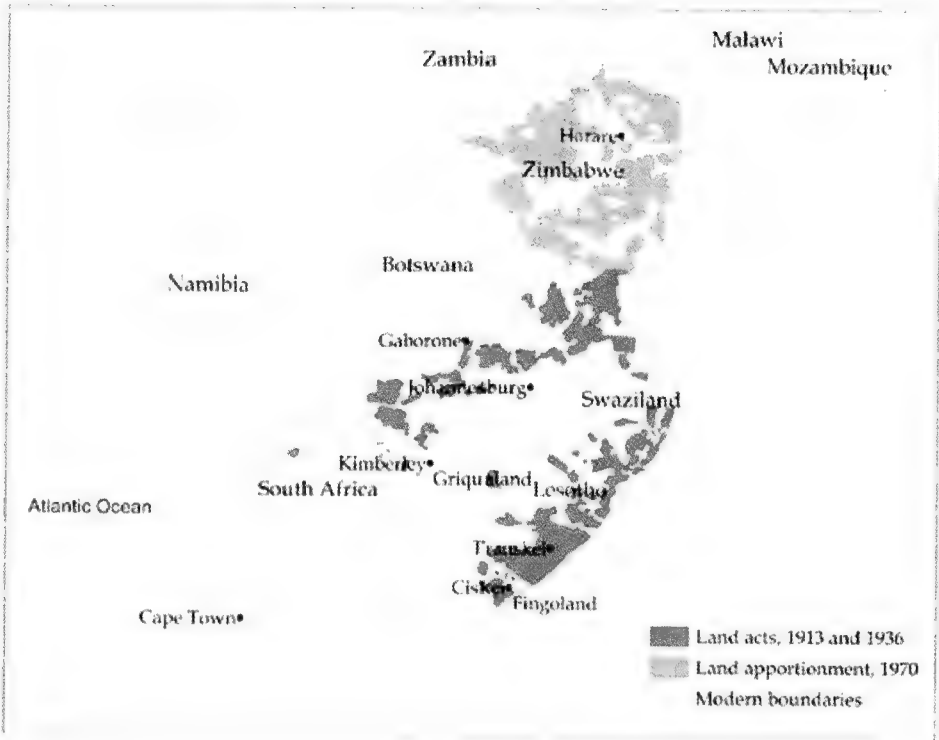 Malawi
Zambia
Mozambique
Harare
Zimbabwe
Botswana
Namibia
Gaborone
Johannesburg
Swaziland
Kimberley
Griqualand
South Africa
Lesotho
Atlantic Ocean
Transkei
Ciskei
Fingoland
Cape Town
Land acts, 1913 and 1936
Land apportionment, 1970
Modern boundaries